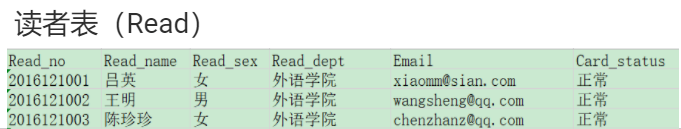 读者表（Read）
Read_no Read_name Read_sex Read_dept Email Card_status
2016121001 吕英 女 外语学院 xiaomm@sian.com 正常
2016121002 王明 男 外语学院 wangsheng@qq.com 正常
2016121003 陈珍珍 女 外语学院 chenzhanz@qq.com 正常